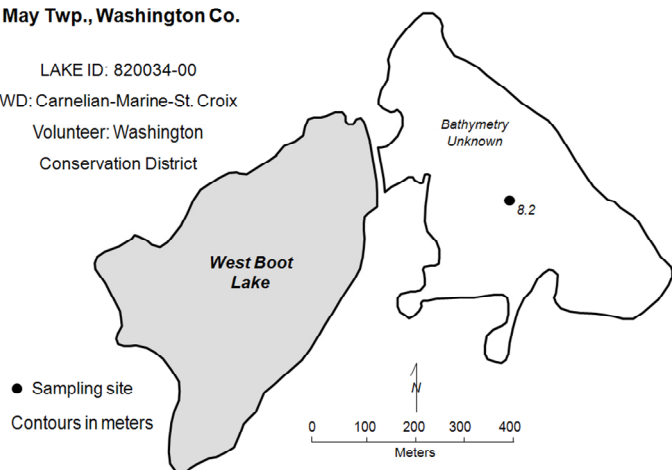 May Twp., Washington Co.
LAKE ID: 820034-00
WD: Carnelian-Marine-St. Croix
Volunteer: Washington
Conservation District
Bathymetry
Unknown
8.2
West Boot
Lake
Sampling site
Contours in meters
N
0 100 200 300 400
Meters